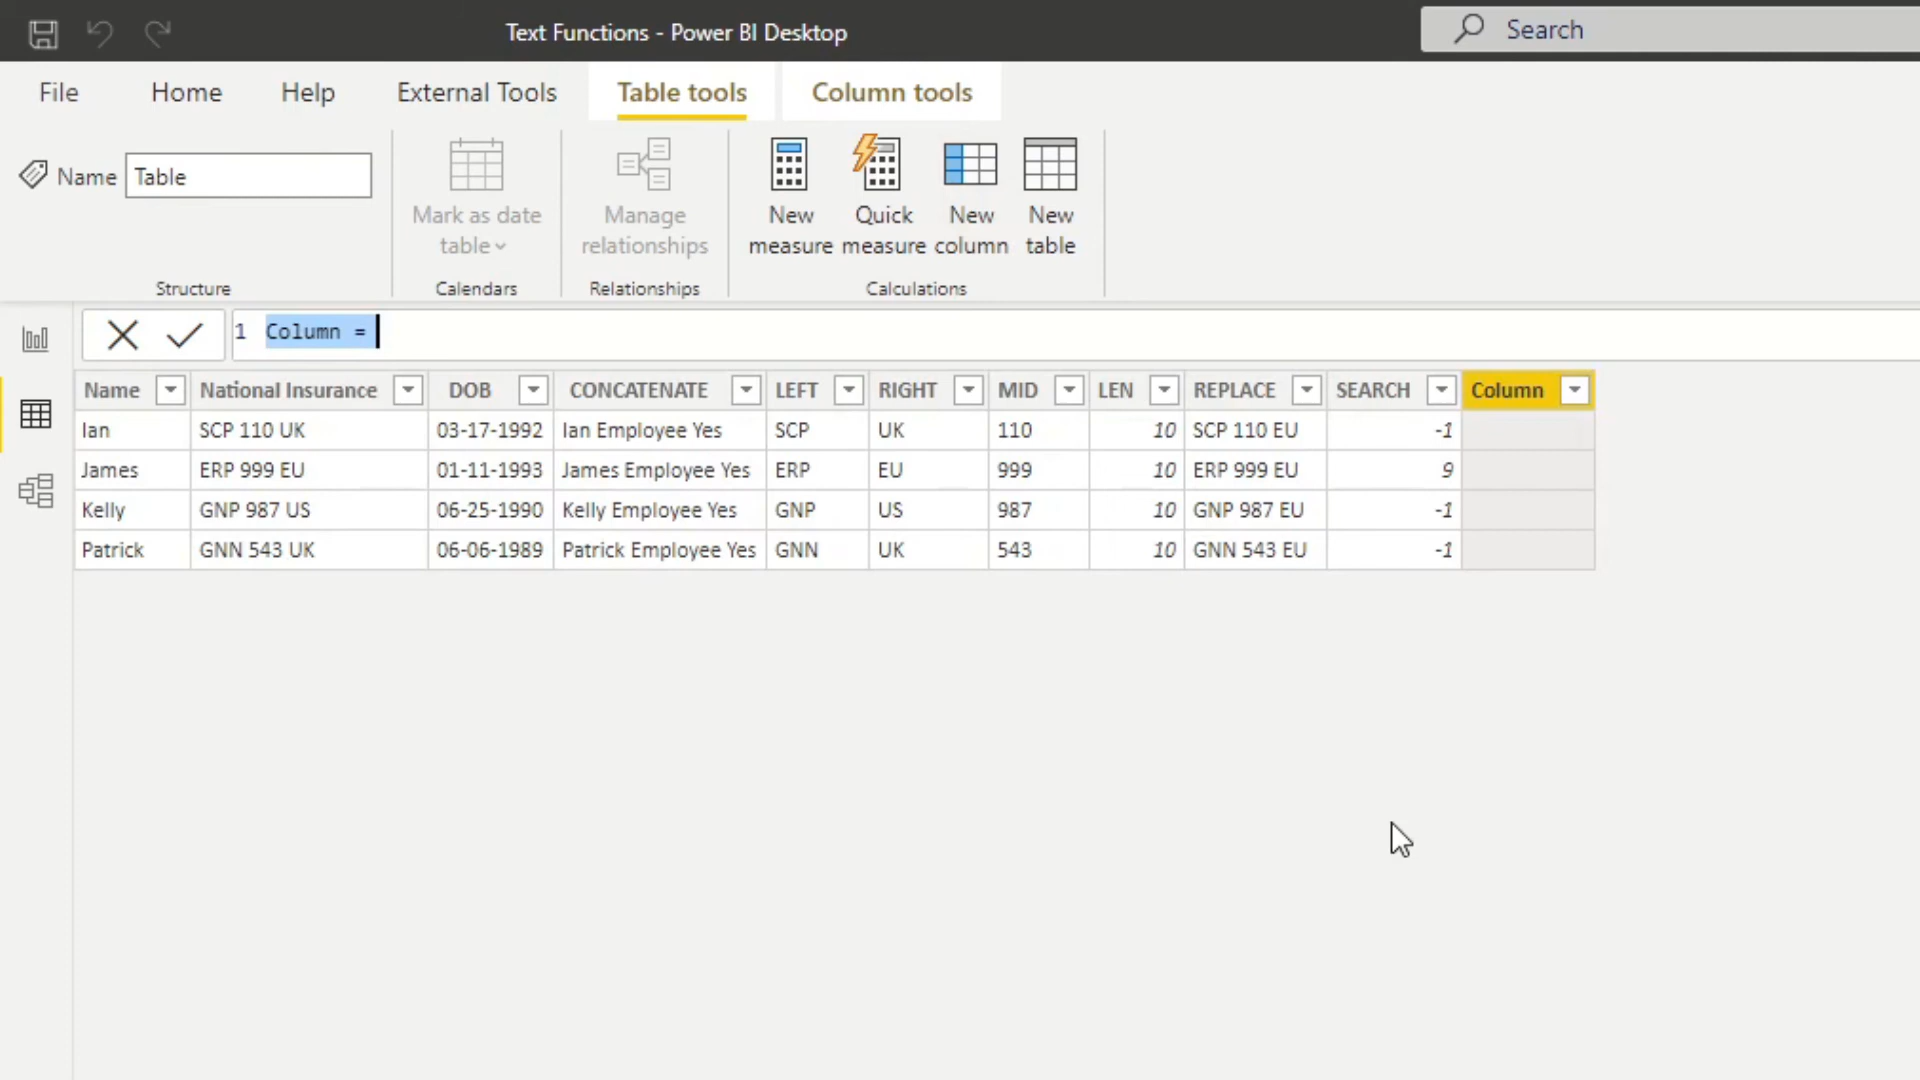 Text Functions - Power BI Desktop
Search
File Home Help External Tools Table tools Column tools
Name Table
Mark as date table
Manage relationships
New measure
Quick measure
New column
New table
Structure Calendars Relationships Calculations
1 Column =
Name National Insurance DOB CONCATENATE LEFT RIGHT MID LEN REPLACE SEARCH Column
Ian SCP 110 UK 03-17-1992 Ian Employee Yes SCP UK 110 10 SCP 110 EU -1
James ERP 999 EU 01-11-1993 James Employee Yes ERP EU 999 10 ERP 999 EU 9
Kelly GNP 987 US 06-25-1990 Kelly Employee Yes GNP US 987 10 GNP 987 EU -1
Patrick GNN 543 UK 06-06-1989 Patrick Employee Yes GNN UK 543 10 GNN 543 EU -1